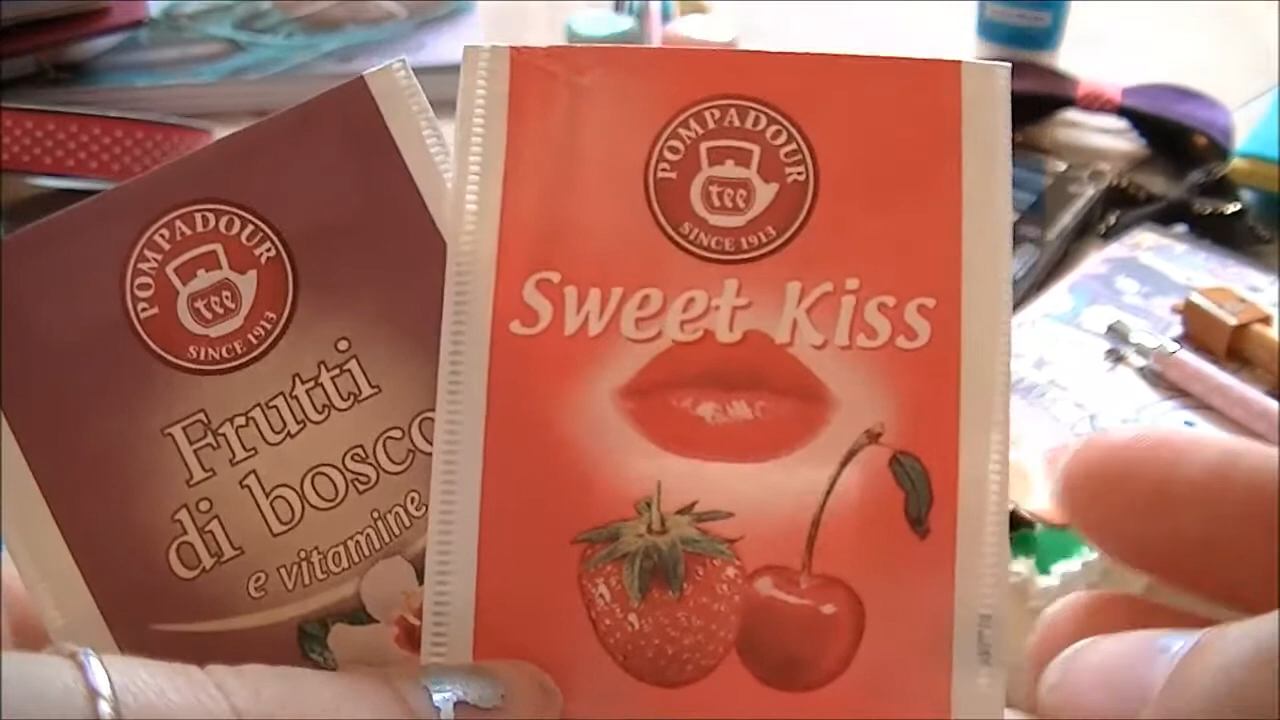 POMPADOUR
tee
SINCE 1913
Frutti
di bosco
e vitamine
POMPADOUR
tee
SINCE 1913
Sweet Kiss